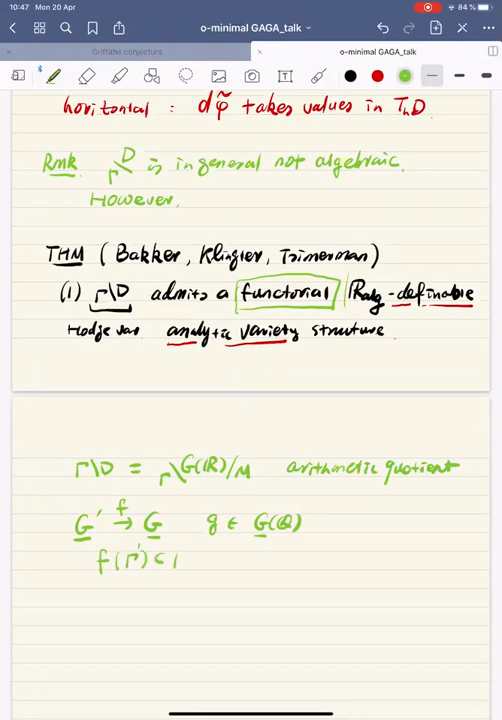 10:47 Mon 20 Apr
84 %
o-minimal GAGA_talk
Griffiths conjecture
o-minimal GAGA_talk
horizontal : dφ̃ takes values in T_hD
Rmk Γ\D is in general not algebraic.
However,
THM (Bakker, Klingler, Tsimerman)
(1) Γ\D admits a functorial ℝalg-definable
Hodge var analytic variety structure
Γ\D = Γ\G(ℝ)/M arithmetic quotient
G' →f G g ∈ G(ℚ)
f(Γ') ⊂